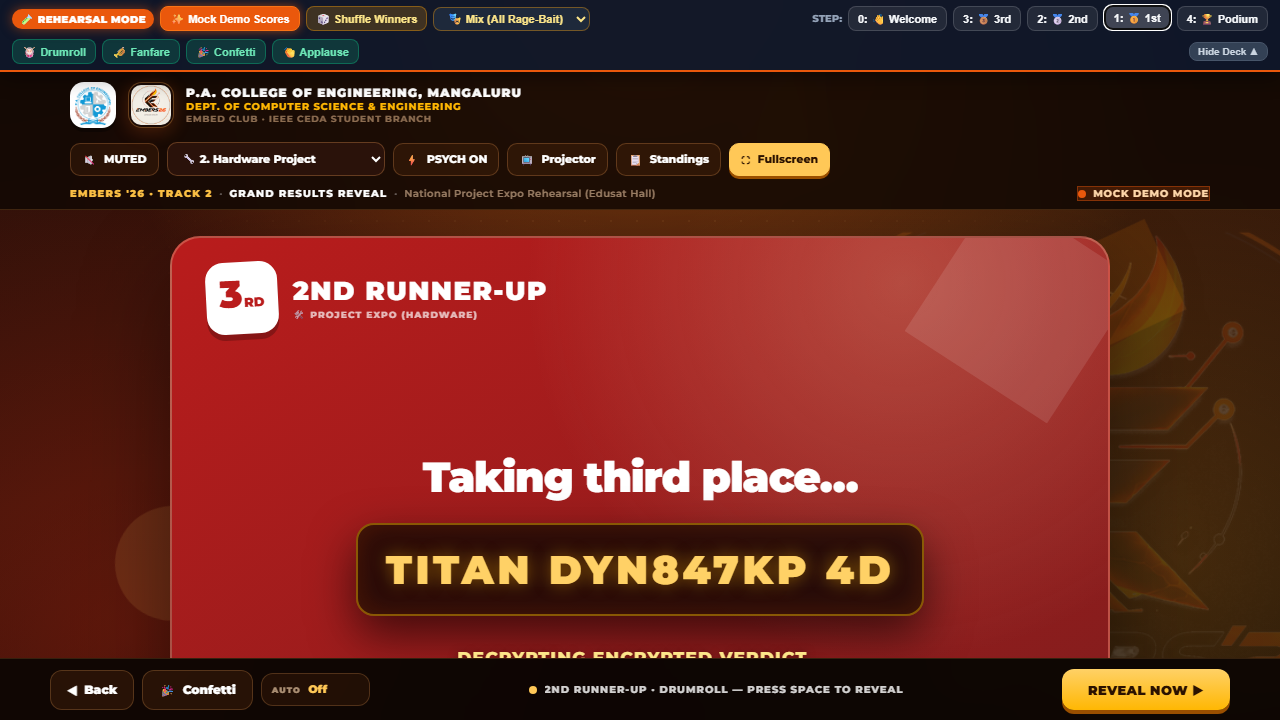 REHEARSAL MODE
Mock Demo Scores
Shuffle Winners
Mix (All Rage-Bait)
STEP:
0: Welcome
3: 3rd
2: 2nd
1: 1st
4: Podium
Drumroll
Fanfare
Confetti
Applause
Hide Deck ▲
P.A. COLLEGE OF ENGINEERING, MANGALURU
DEPT. OF COMPUTER SCIENCE & ENGINEERING
EMBED CLUB · IEEE CEDA STUDENT BRANCH
MUTED
2. Hardware Project
PSYCH ON
Projector
Standings
Fullscreen
EMBERS '26 • TRACK 2 · GRAND RESULTS REVEAL · National Project Expo Rehearsal (Edusat Hall)
MOCK DEMO MODE
3RD
2ND RUNNER-UP
PROJECT EXPO (HARDWARE)
Taking third place...
TITAN DYN847KP 4D
DECRYPTING ENCRYPTED VERDICT
◀ Back
Confetti
AUTO Off
2ND RUNNER-UP · DRUMROLL — PRESS SPACE TO REVEAL
REVEAL NOW ▶